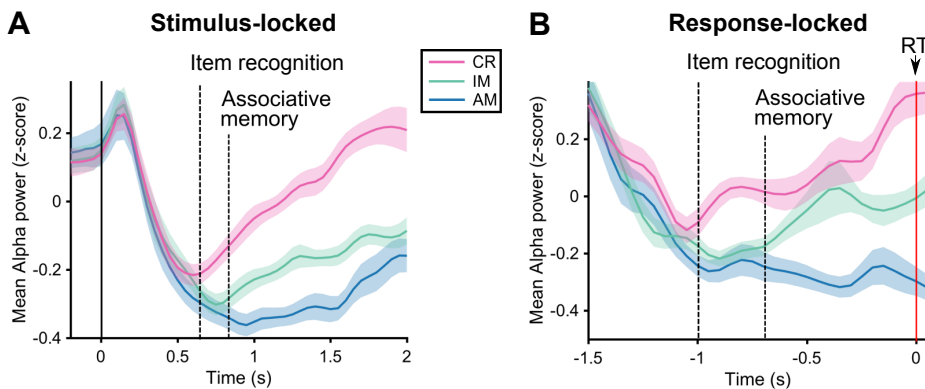 A
Stimulus-locked
Item recognition
Associative
memory
CR
IM
AM
Mean Alpha power (z-score)
0.2
0
-0.2
-0.4
0
0.5
1
1.5
2
Time (s)
B
Response-locked
RT
Item recognition
Associative
memory
Mean Alpha power (z-score)
0.2
0
-0.2
-0.4
-1.5
-1
-0.5
0
Time (s)